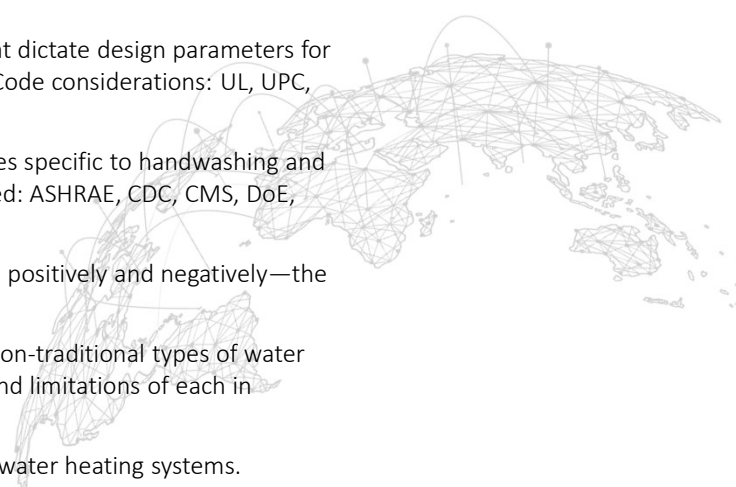 t dictate design parameters for
Code considerations: UL, UPC,
es specific to handwashing and
ed: ASHRAE, CDC, CMS, DoE,
positively and negatively—the
on-traditional types of water
nd limitations of each in
water heating systems.